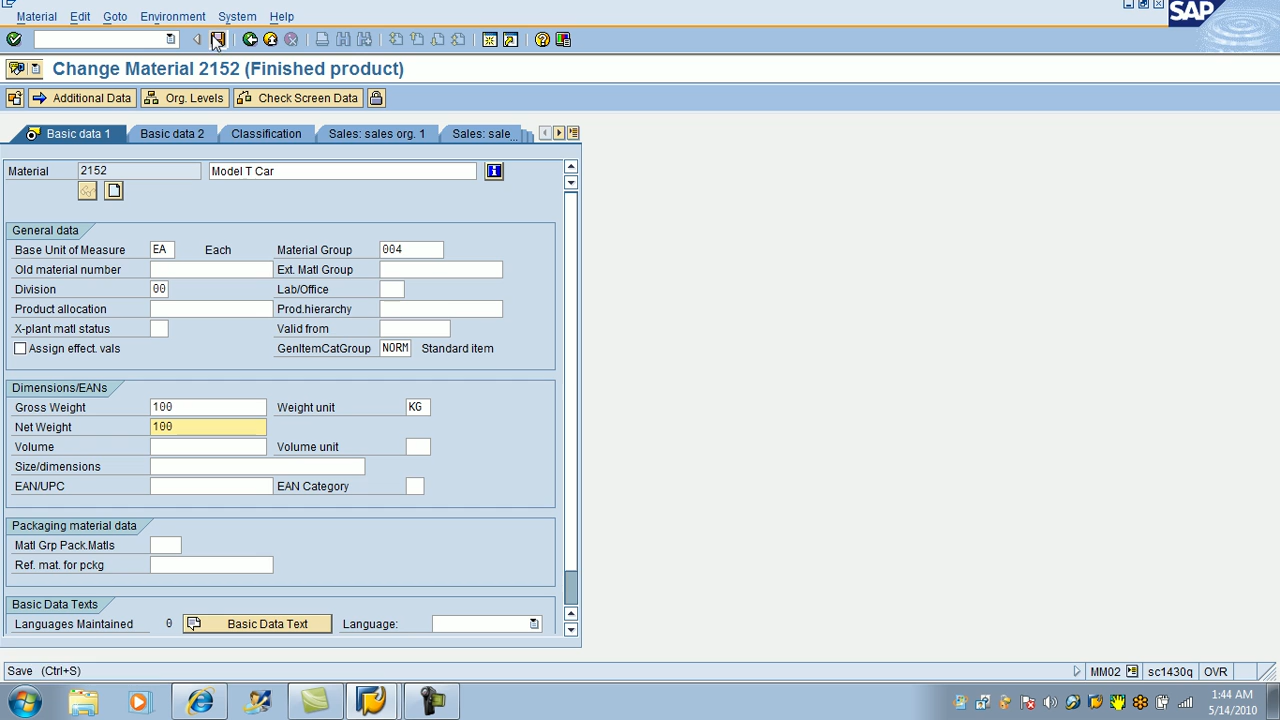 Material Edit Goto Environment System Help
SAP
Change Material 2152 (Finished product)
Additional Data Org. Levels Check Screen Data
Basic data 1 Basic data 2 Classification Sales: sales org. 1 Sales: sale...
Material 2152 Model T Car
General data
Base Unit of Measure EA Each Material Group 004
Old material number Ext. Matl Group
Division 00 Lab/Office
Product allocation Prod.hierarchy
X-plant matl status Valid from
Assign effect. vals GenItemCatGroup NORM Standard item
Dimensions/EANs
Gross Weight 100 Weight unit KG
Net Weight 100
Volume Volume unit
Size/dimensions
EAN/UPC EAN Category
Packaging material data
Matl Grp Pack.Matls
Ref. mat. for pckg
Basic Data Texts
Languages Maintained 0 Basic Data Text Language:
Save (Ctrl+S) MM02 sc1430q OVR
1:44 AM
5/14/2010